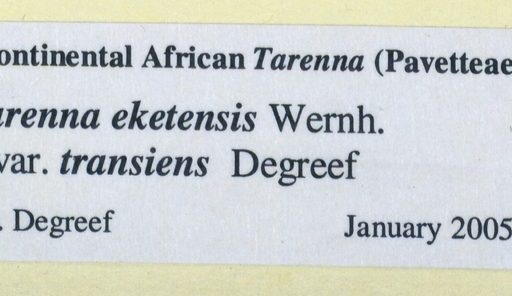 ontinental African Tarenna (Pavetteae
arenna eketensis Wernh.
var. transiens Degreef
. Degreef January 2005